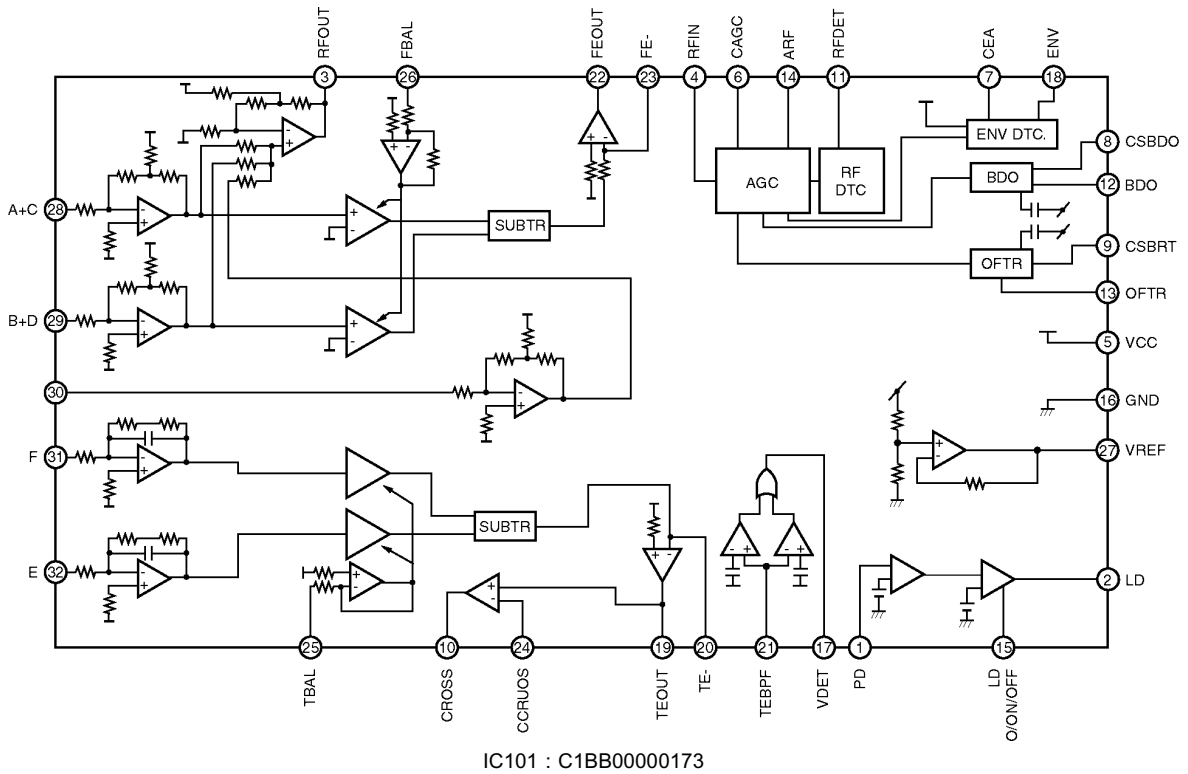 RFOUT
FBAL
FEOUT
FE-
RFIN
CAGC
ARF
RFDET
CEA
ENV
3
26
22
23
4
6
14
11
7
18
ENV DTC.
8 CSBDO
BDO
12 BDO
AGC
RF
DTC
A+C 28
SUBTR
9 CSBRT
OFTR
13 OFTR
B+D 29
5 VCC
30
16 GND
F 31
27 VREF
SUBTR
E 32
2 LD
25
10
24
19
20
21
17
1
15
TBAL
CROSS
CCRUOS
TEOUT
TE-
TEBPF
VDET
PD
LD
O/ON/OFF
+
-
+
-
+
-
+
-
+
-
+
-
+
-
+
-
+
-
+
-
+
-
+
-
+
-
+
-
+
-
+
-
+
-
IC101 : C1BB00000173